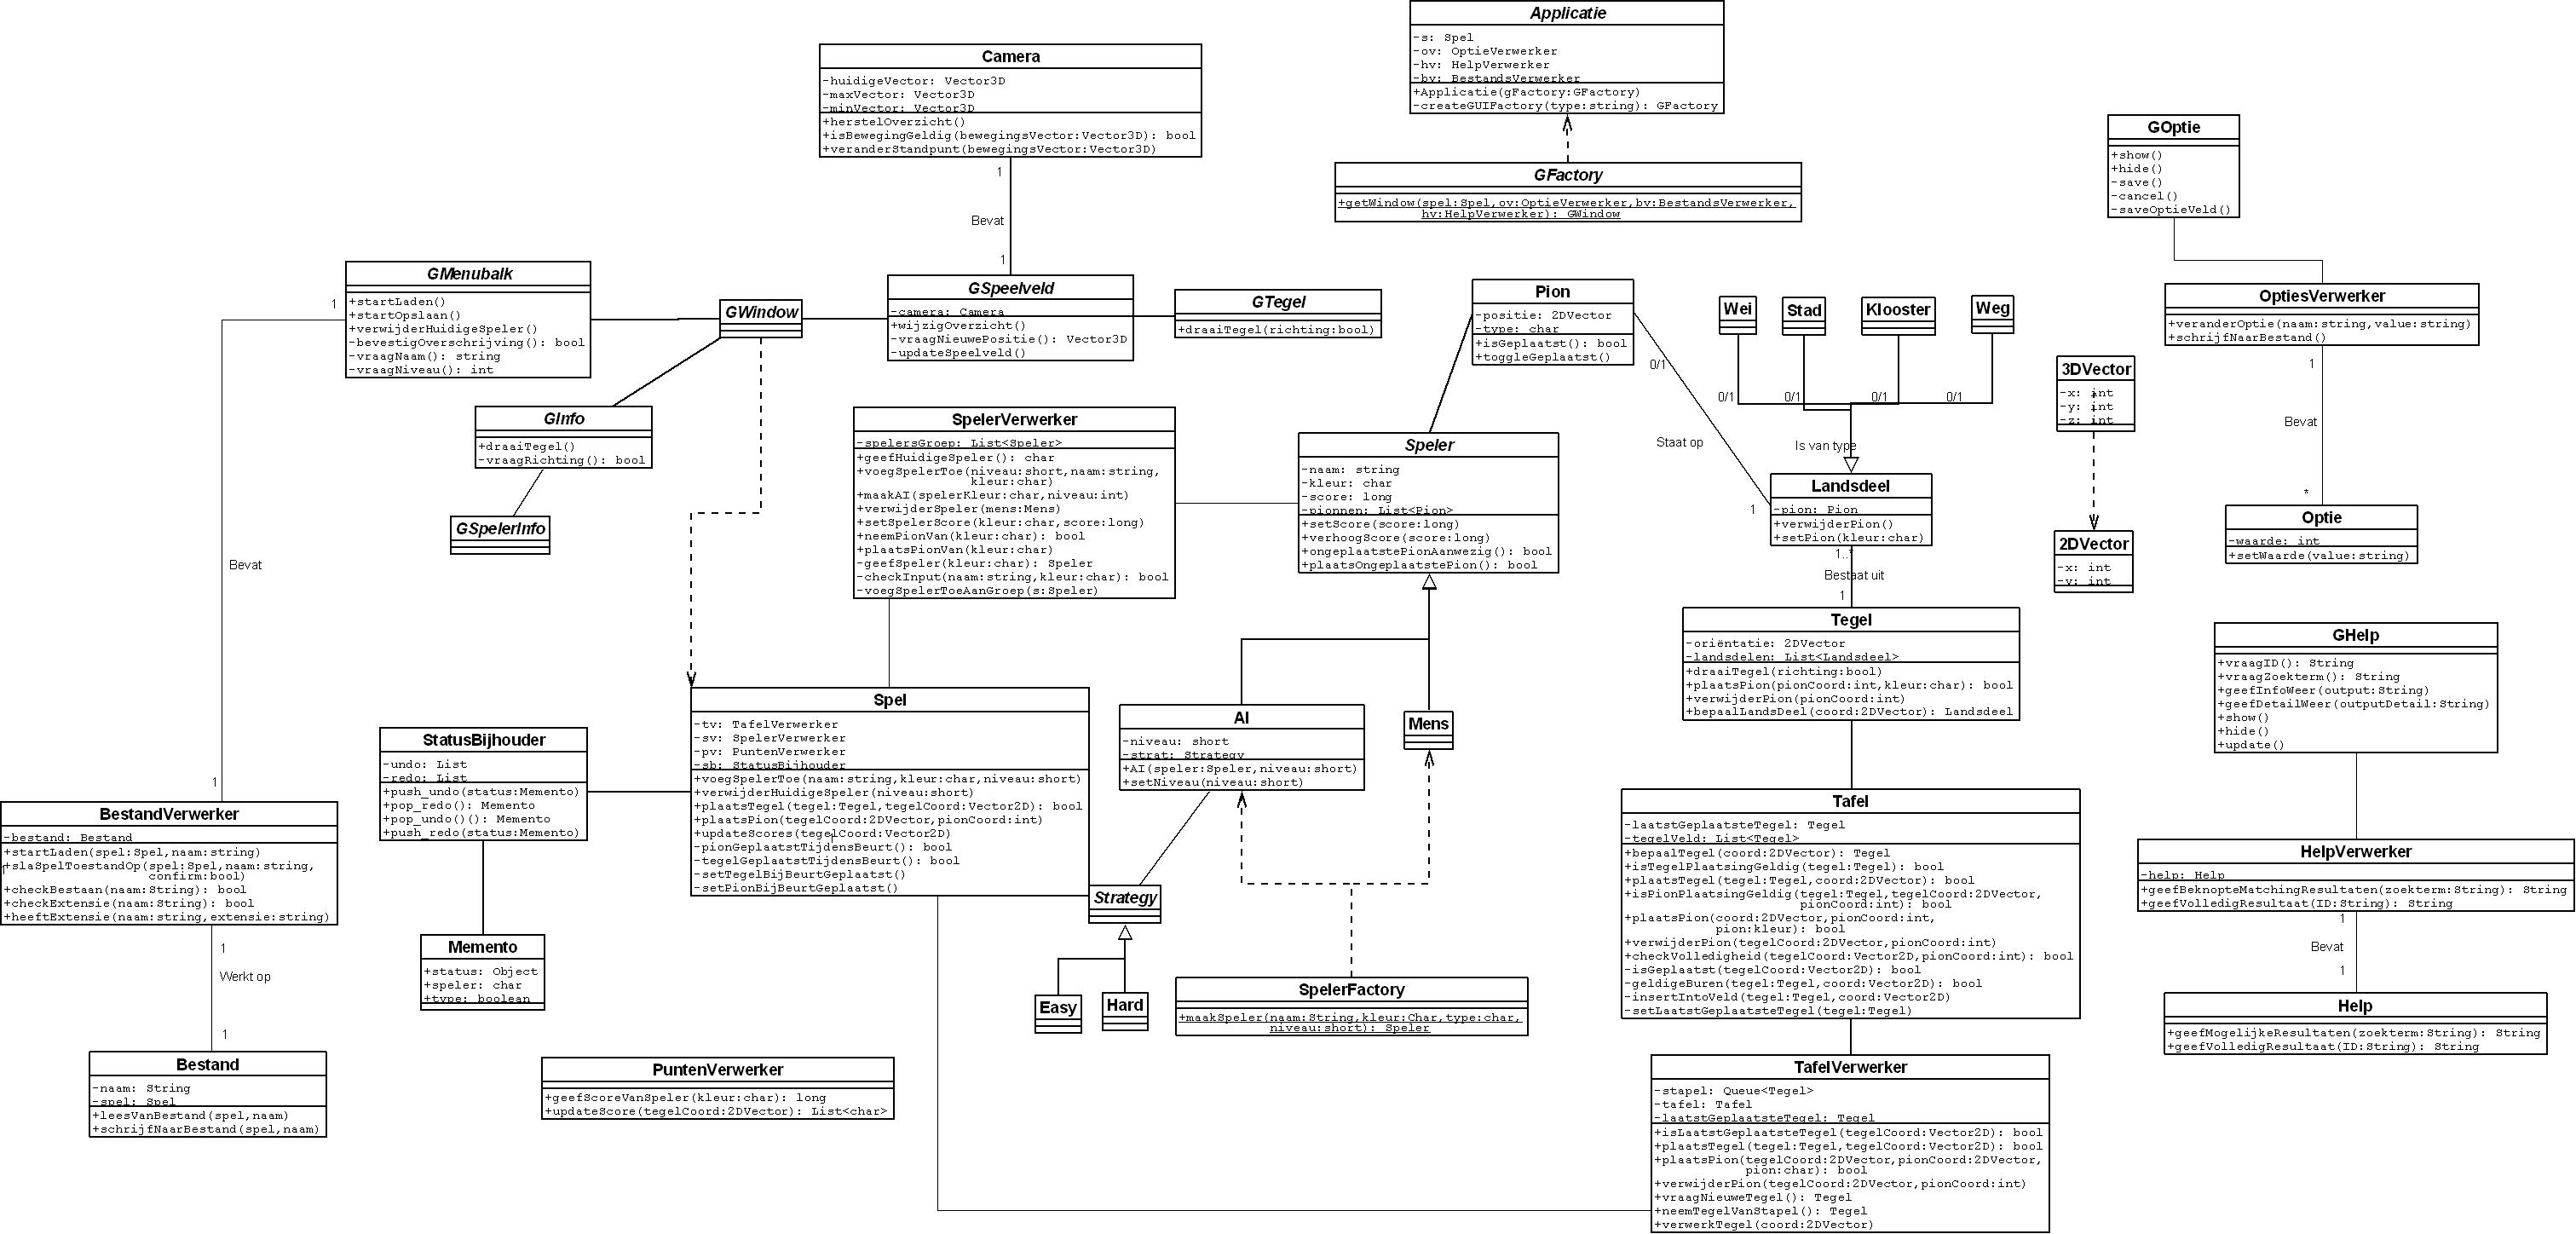 Applicatie
-s: Spel
-ov: OptieVerwerker
-hv: HelpVerwerker
-bv: BestandsVerwerker
+Applicatie(gFactory:GFactory)
-createGUIFactory(type:string): GFactory
Camera
-huidigeVector: Vector3D
-maxVector: Vector3D
-minVector: Vector3D
+herstelOverzicht()
+isBewegingGeldig(bewegingsVector:Vector3D): bool
+veranderStandpunt(bewegingsVector:Vector3D)
1
Bevat
1
GFactory
+getWindow(spel:Spel,ov:OptieVerwerker,bv:BestandsVerwerker,
hv:HelpVerwerker): GWindow
GOptie
+show()
+hide()
-save()
-cancel()
-saveOptieVeld()
GMenubalk
+startLaden()
+startOpslaan()
+verwijderHuidigeSpeler()
-bevestigOverschrijving(): bool
-vraagNaam(): string
-vraagNiveau(): int
1
Bevat
1
GWindow
GSpeelveld
-camera: Camera
+wijzigOverzicht()
-vraagNieuwePositie(): Vector3D
-updateSpeelveld()
GTegel
+draaiTegel(richting:bool)
Pion
-positie: 2DVector
-type: char
+isGeplaatst(): bool
+toggleGeplaatst()
0/1
Staat op
1
Wei
Stad
Klooster
Weg
0/1
0/1
0/1
0/1
Is van type
3DVector
-x: int
-y: int
-z: int
2DVector
-x: int
-y: int
OptiesVerwerker
+veranderOptie(naam:string,value:string)
+schrijfNaarBestand()
1
Bevat
*
Optie
-waarde: int
+setWaarde(value:string)
GInfo
+draaiTegel()
-vraagRichting(): bool
GSpelerInfo
SpelerVerwerker
-spelersGroep: List<Speler>
+geefHuidigeSpeler(): char
+voegSpelerToe(niveau:short,naam:string,
kleur:char)
+maakAI(spelerKleur:char,niveau:int)
+verwijderSpeler(mens:Mens)
+setSpelerScore(kleur:char,score:long)
+neemPionVan(kleur:char): bool
+plaatsPionVan(kleur:char)
-geefSpeler(kleur:char): Speler
-checkInput(naam:string,kleur:char): bool
-voegSpelerToeAanGroep(s:Speler)
Speler
-naam: string
-kleur: char
-score: long
-pionnen: List<Pion>
+setScore(score:long)
+verhoogScore(score:long)
+ongeplaatstePionAanwezig(): bool
+plaatsOngeplaatstePion(): bool
Landsdeel
-pion: Pion
+verwijderPion()
+setPion(kleur:char)
1..*
Bestaat uit
1
Tegel
-oriëntatie: 2DVector
-landsdelen: List<Landsdeel>
+draaiTegel(richting:bool)
+plaatsPion(pionCoord:int,kleur:char): bool
+verwijderPion(pionCoord:int)
+bepaalLandsDeel(coord:2DVector): Landsdeel
GHelp
+vraagID(): String
+vraagZoekterm(): String
+geefInfoWeer(output:String)
+geefDetailWeer(outputDetail:String)
+show()
+hide()
+update()
Spel
-tv: TafelVerwerker
-sv: SpelerVerwerker
-pv: PuntenVerwerker
-sb: StatusBijhouder
+voegSpelerToe(naam:string,kleur:char,niveau:short)
+verwijderHuidigeSpeler(niveau:short)
+plaatsTegel(tegel:Tegel,tegelCoord:Vector2D): bool
+plaatsPion(tegelCoord:2DVector,pionCoord:int)
+updateScores(tegelCoord:Vector2D)
-pionGeplaatstTijdensBeurt(): bool
-tegelGeplaatstTijdensBeurt(): bool
-setTegelBijBeurtGeplaatst()
-setPionBijBeurtGeplaatst()
AI
-niveau: short
-strat: Strategy
+AI(speler:Speler,niveau:short)
+setNiveau(niveau:short)
Mens
StatusBijhouder
-undo: List
-redo: List
+push_undo(status:Memento)
+pop_redo(): Memento
+pop_undo()(): Memento
+push_redo(status:Memento)
BestandVerwerker
-bestand: Bestand
+startLaden(spel:Spel,naam:string)
+slaSpelToestandOp(spel:Spel,naam:string,
confirm:bool)
+checkBestaan(naam:String): bool
+checkExtensie(naam:String): bool
+heeftExtensie(naam:string,extensie:string)
1
Werkt op
1
Bestand
-naam: String
-spel: Spel
+leesVanBestand(spel,naam)
+schrijfNaarBestand(spel,naam)
Memento
+status: Object
+speler: char
+type: boolean
Strategy
Easy
Hard
SpelerFactory
+maakSpeler(naam:String,kleur:Char,type:char,
niveau:short): Speler
PuntenVerwerker
+geefScoreVanSpeler(kleur:char): long
+updateScore(tegelCoord:2DVector): List<char>
Tafel
-laatstGeplaatsteTegel: Tegel
-tegelVeld: List<Tegel>
+bepaalTegel(coord:2DVector): Tegel
+isTegelPlaatsingGeldig(tegel:Tegel): bool
+plaatsTegel(tegel:Tegel,coord:2DVector): bool
+isPionPlaatsingGeldig(tegel:Tegel,tegelCoord:2DVector,
pionCoord:int): bool
+plaatsPion(coord:2DVector,pionCoord:int,
pion:kleur): bool
+verwijderPion(tegelCoord:2DVector,pionCoord:int)
+checkVolledigheid(tegelCoord:Vector2D,pionCoord:int): bool
-isGeplaatst(tegelCoord:Vector2D): bool
-geldigeBuren(tegel:Tegel,coord:Vector2D): bool
-insertIntoVeld(tegel:Tegel,coord:Vector2D)
-setLaatstGeplaatsteTegel(tegel:Tegel)
TafelVerwerker
-stapel: Queue<Tegel>
-tafel: Tafel
-laatstGeplaatsteTegel: Tegel
+isLaatstGeplaatsteTegel(tegelCoord:Vector2D): bool
+plaatsTegel(tegel:Tegel,tegelCoord:Vector2D): bool
+plaatsPion(tegelCoord:2DVector,pionCoord:2DVector,
pion:char): bool
+verwijderPion(tegelCoord:2DVector,pionCoord:int)
+vraagNieuweTegel(): Tegel
+neemTegelVanStapel(): Tegel
+verwerkTegel(coord:2DVector)
HelpVerwerker
-help: Help
+geefBeknopteMatchingResultaten(zoekterm:String): String
+geefVolledigResultaat(ID:String): String
1
Bevat
1
Help
+geefMogelijkeResultaten(zoekterm:String): String
+geefVolledigResultaat(ID:String): String